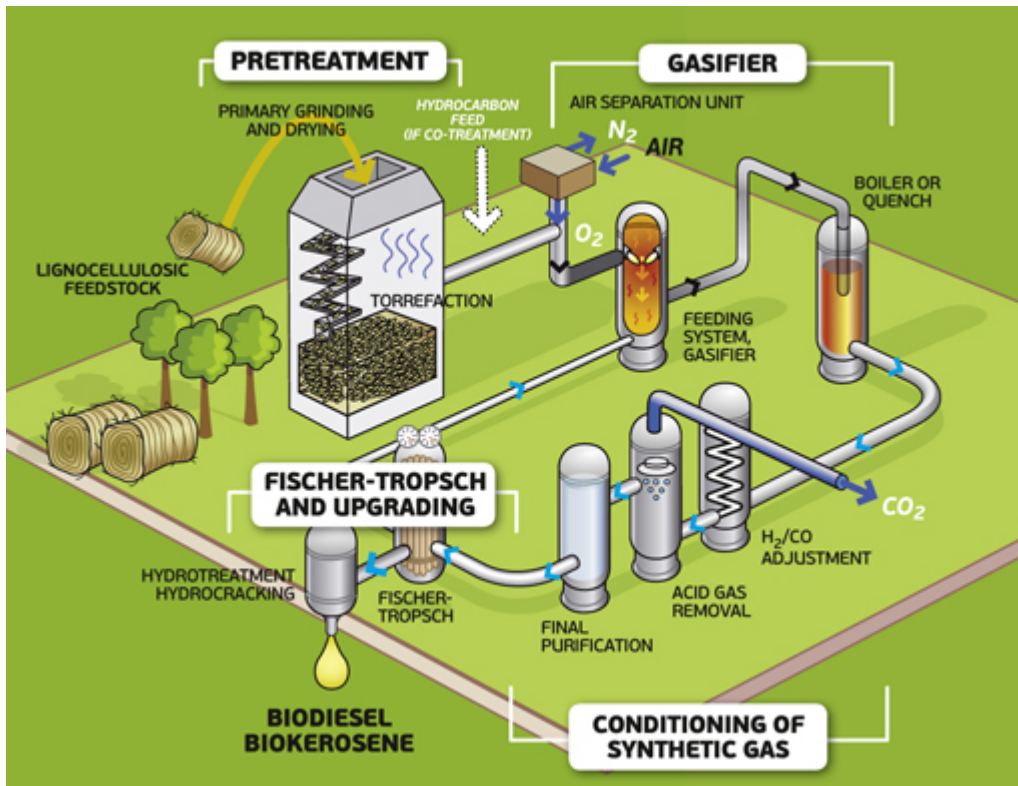 PRETREATMENT
GASIFIER
PRIMARY GRINDING
AND DRYING
HYDROCARBON
FEED
(IF CO-TREATMENT)
AIR SEPARATION UNIT
N2
AIR
O2
BOILER OR
QUENCH
LIGNOCELLULOSIC
FEEDSTOCK
TORREFACTION
FEEDING
SYSTEM,
GASIFIER
FISCHER-TROPSCH
AND UPGRADING
CO2
H2/CO
ADJUSTMENT
ACID GAS
REMOVAL
FINAL
PURIFICATION
FISCHER-
TROPSCH
HYDROTREATMENT
HYDROCRACKING
BIODIESEL
BIOKEROSENE
CONDITIONING OF
SYNTHETIC GAS